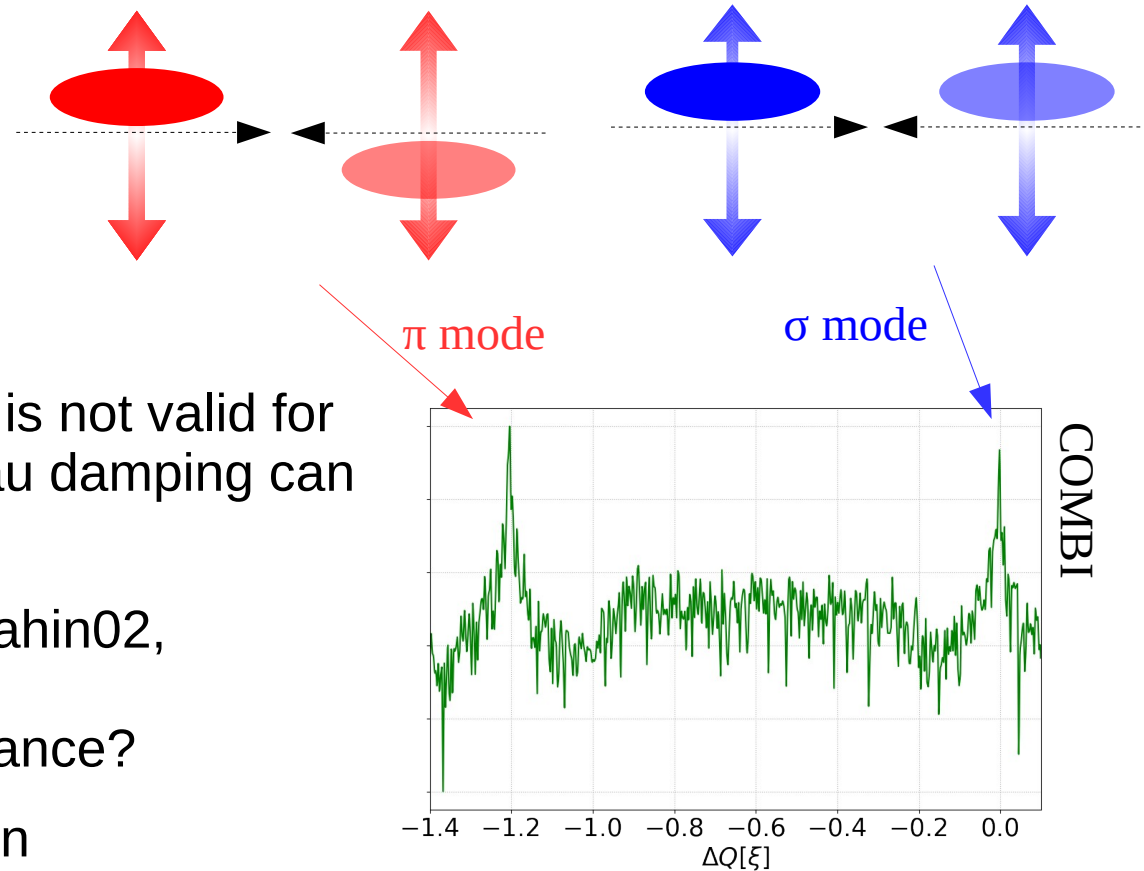 π mode
σ mode
is not valid for
au damping can
ahin02,
ance?
n
COMBI
−1.4 −1.2 −1.0 −0.8 −0.6 −0.4 −0.2 0.0
ΔQ[ξ]